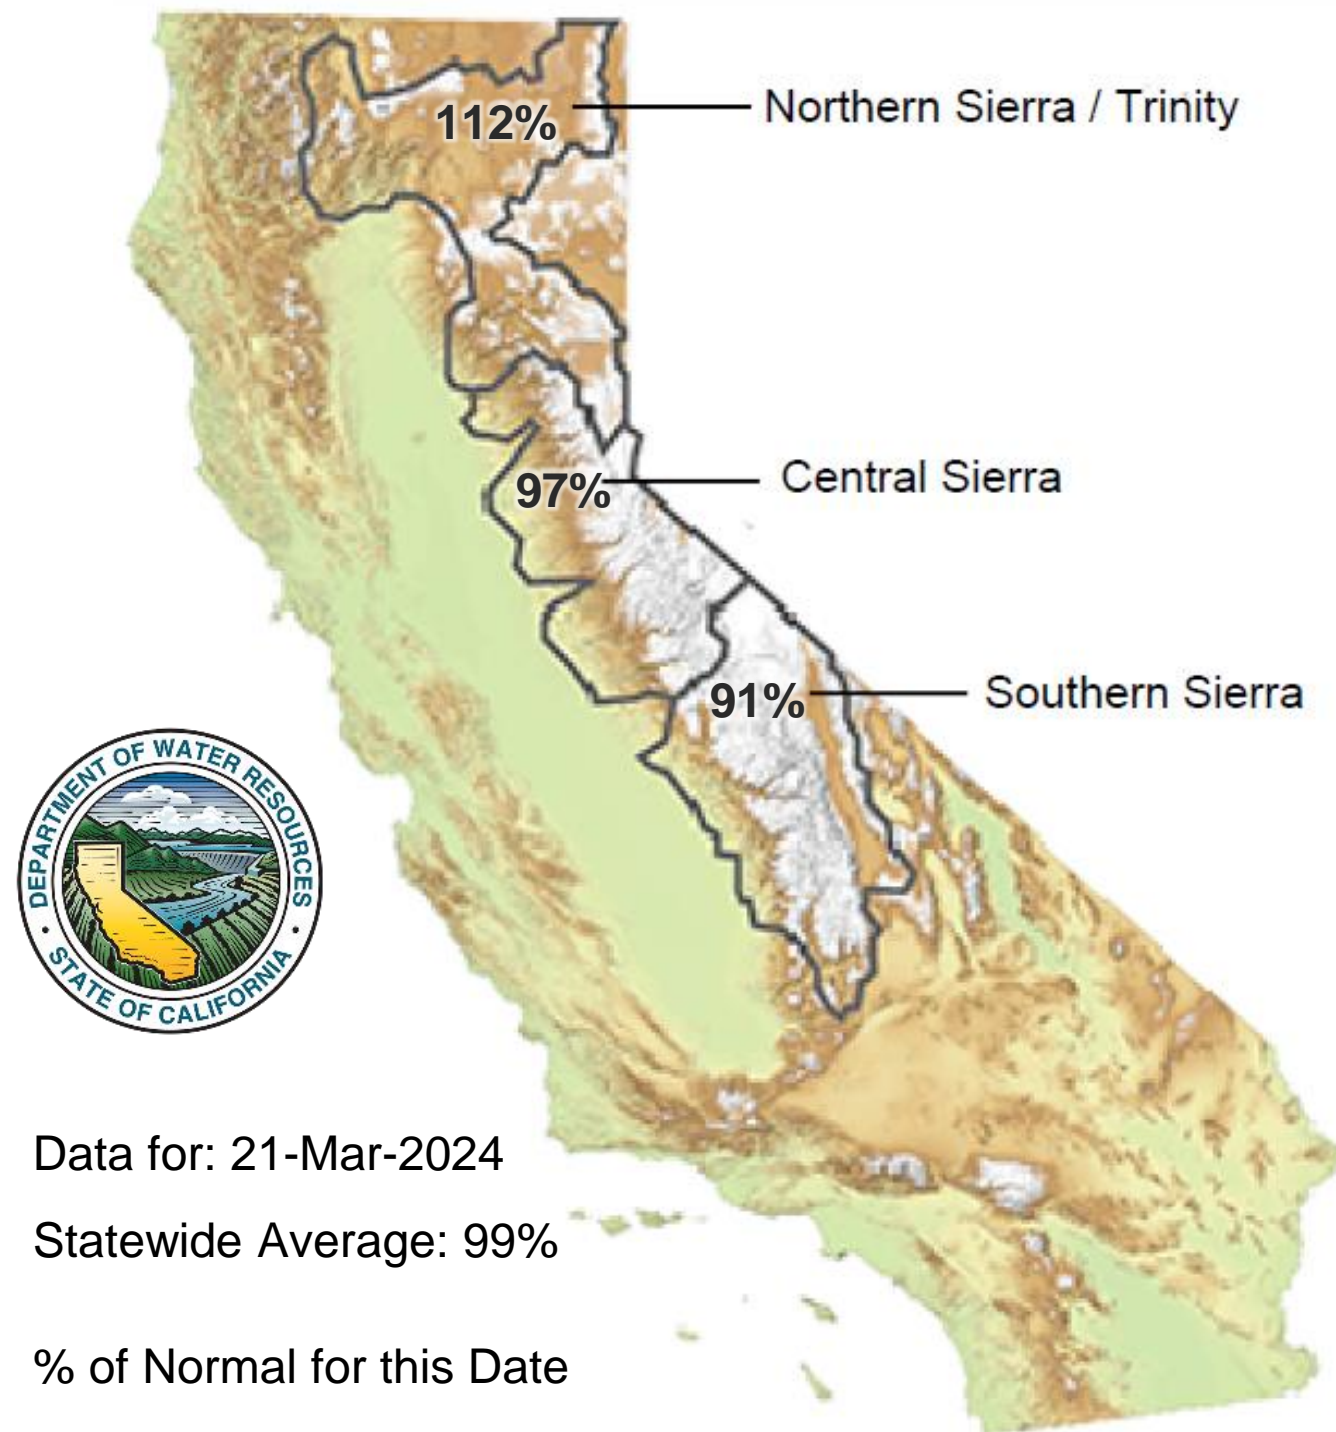 112%
Northern Sierra / Trinity
97%
Central Sierra
91%
Southern Sierra
DEPARTMENT OF WATER RESOURCES
• STATE OF CALIFORNIA •
Data for: 21-Mar-2024
Statewide Average: 99%
% of Normal for this Date